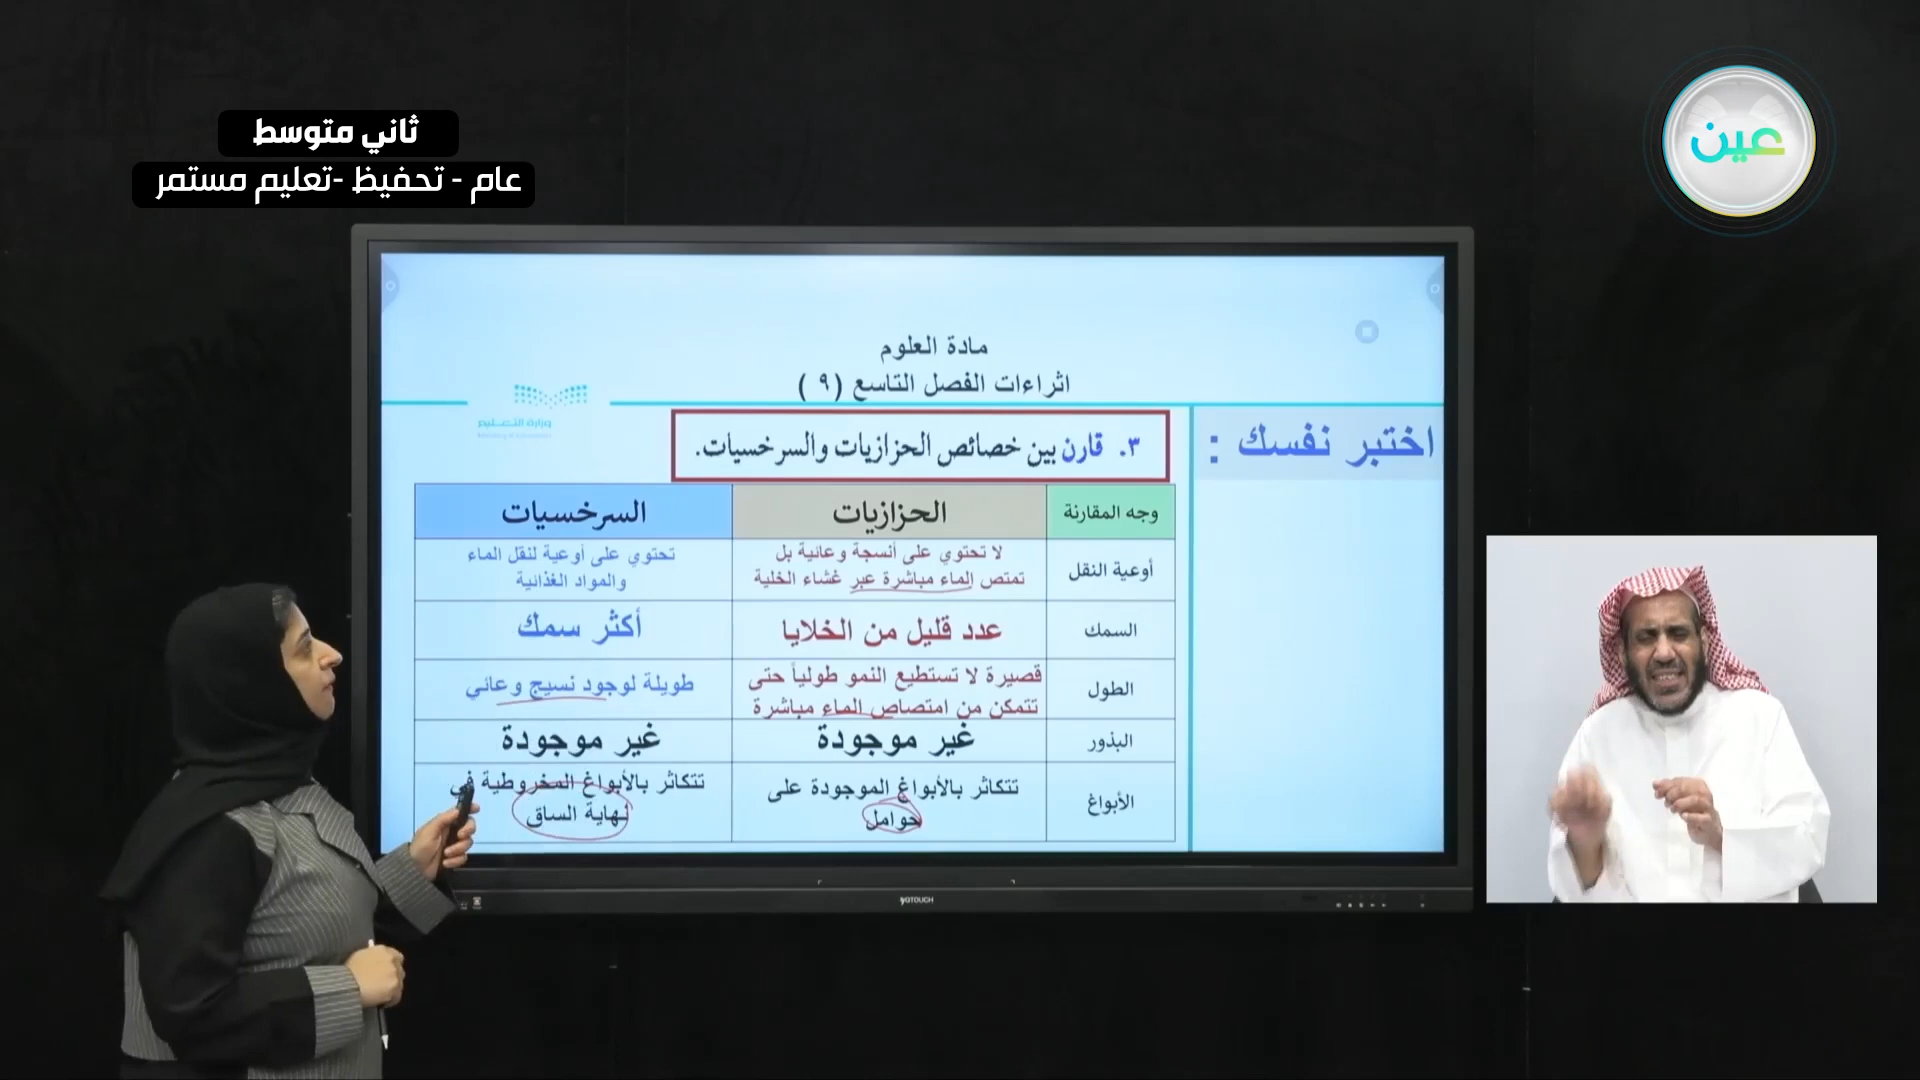 ثاني متوسط
عام - تحفيظ -تعليم مستمر
عين
مادة العلوم
اثراءات الفصل التاسع (٩)
وزارة التعليم
اختبر نفسك :
٣. قارن بين خصائص الحزازيات والسرخسيات.
وجه المقارنة
الحزازيات
السرخسيات
أوعية النقل
لا تحتوي على أنسجة وعائية بل
تمتص الماء مباشرة عبر غشاء الخلية
تحتوي على أوعية لنقل الماء
والمواد الغذائية
السمك
عدد قليل من الخلايا
أكثر سمك
الطول
قصيرة لا تستطيع النمو طولياً حتى
تتمكن من امتصاص الماء مباشرة
طويلة لوجود نسيج وعائي
البذور
غير موجودة
غير موجودة
الأبواغ
تتكاثر بالأبواغ الموجودة على
حوامل
تتكاثر بالأبواغ المخروطية في
نهاية الساق